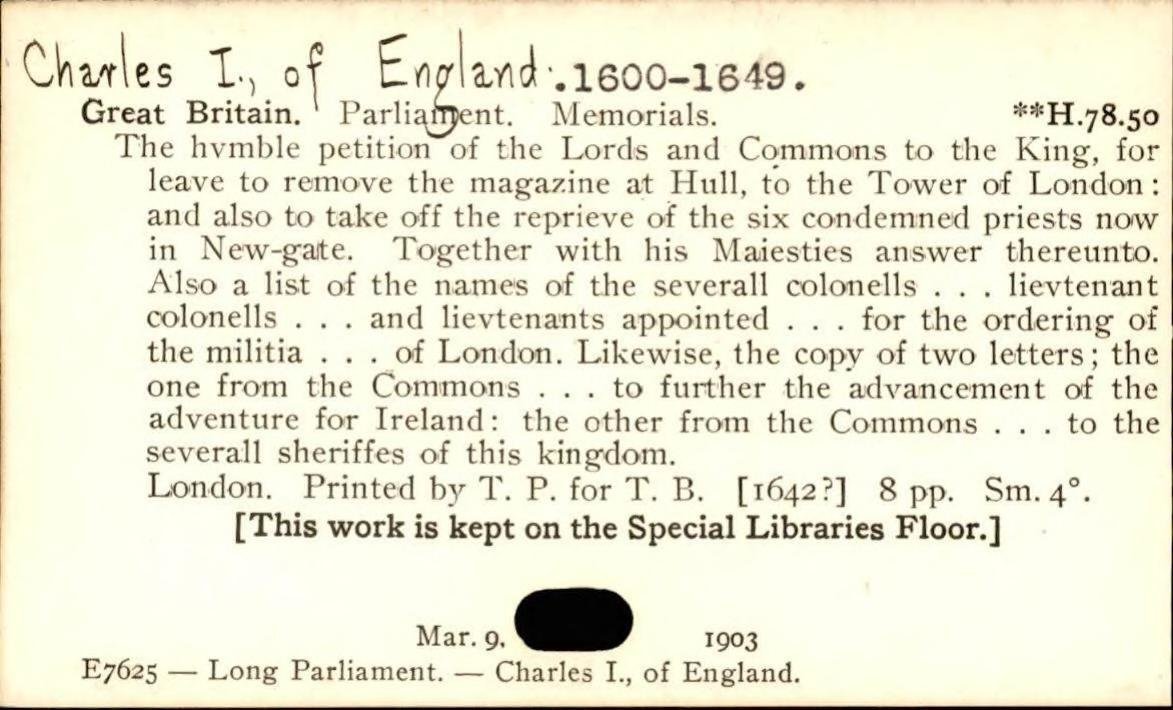 Charles I., of England. 1600-1649.
Great Britain. Parliament. Memorials. **H.78.50
The hvmble petition of the Lords and Commons to the King, for
leave to remove the magazine at Hull, to the Tower of London:
and also to take off the reprieve of the six condemned priests now
in New-gate. Together with his Maiesties answer thereunto.
Also a list of the names of the severall colonells . . . lievtenant
colonells . . . and lievtenants appointed . . . for the ordering of
the militia . . . of London. Likewise, the copy of two letters; the
one from the Commons . . . to further the advancement of the
adventure for Ireland: the other from the Commons . . . to the
severall sheriffes of this kingdom.
London. Printed by T. P. for T. B. [1642?] 8 pp. Sm. 4°.
[This work is kept on the Special Libraries Floor.]
Mar. 9, 1903
E7625 — Long Parliament. — Charles I., of England.